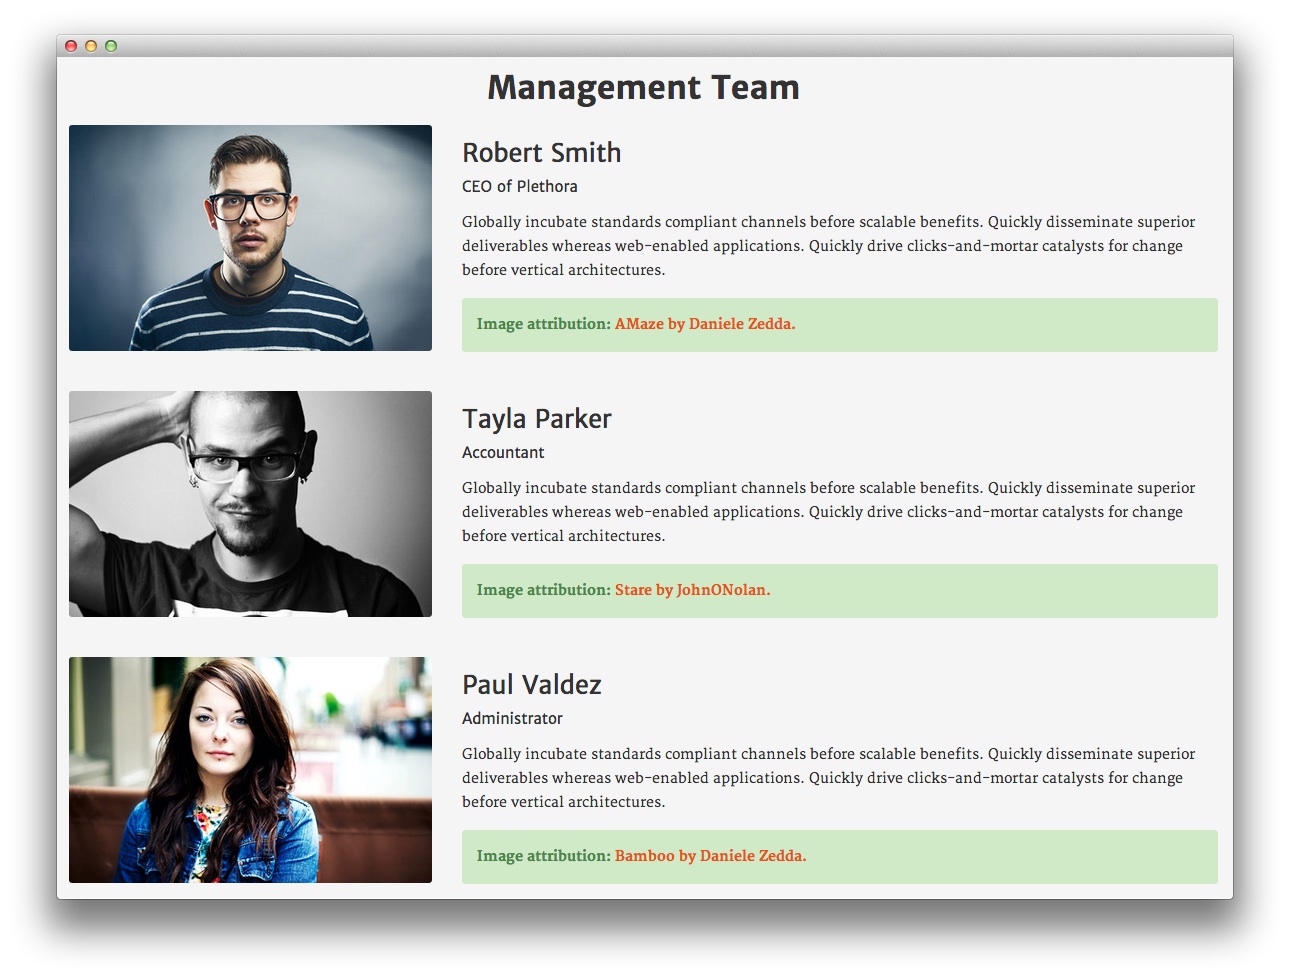 Management Team
Robert Smith
CEO of Plethora
Globally incubate standards compliant channels before scalable benefits. Quickly disseminate superior
deliverables whereas web-enabled applications. Quickly drive clicks-and-mortar catalysts for change
before vertical architectures.
Image attribution: AMaze by Daniele Zedda.
Tayla Parker
Accountant
Globally incubate standards compliant channels before scalable benefits. Quickly disseminate superior
deliverables whereas web-enabled applications. Quickly drive clicks-and-mortar catalysts for change
before vertical architectures.
Image attribution: Stare by JohnONolan.
Paul Valdez
Administrator
Globally incubate standards compliant channels before scalable benefits. Quickly disseminate superior
deliverables whereas web-enabled applications. Quickly drive clicks-and-mortar catalysts for change
before vertical architectures.
Image attribution: Bamboo by Daniele Zedda.